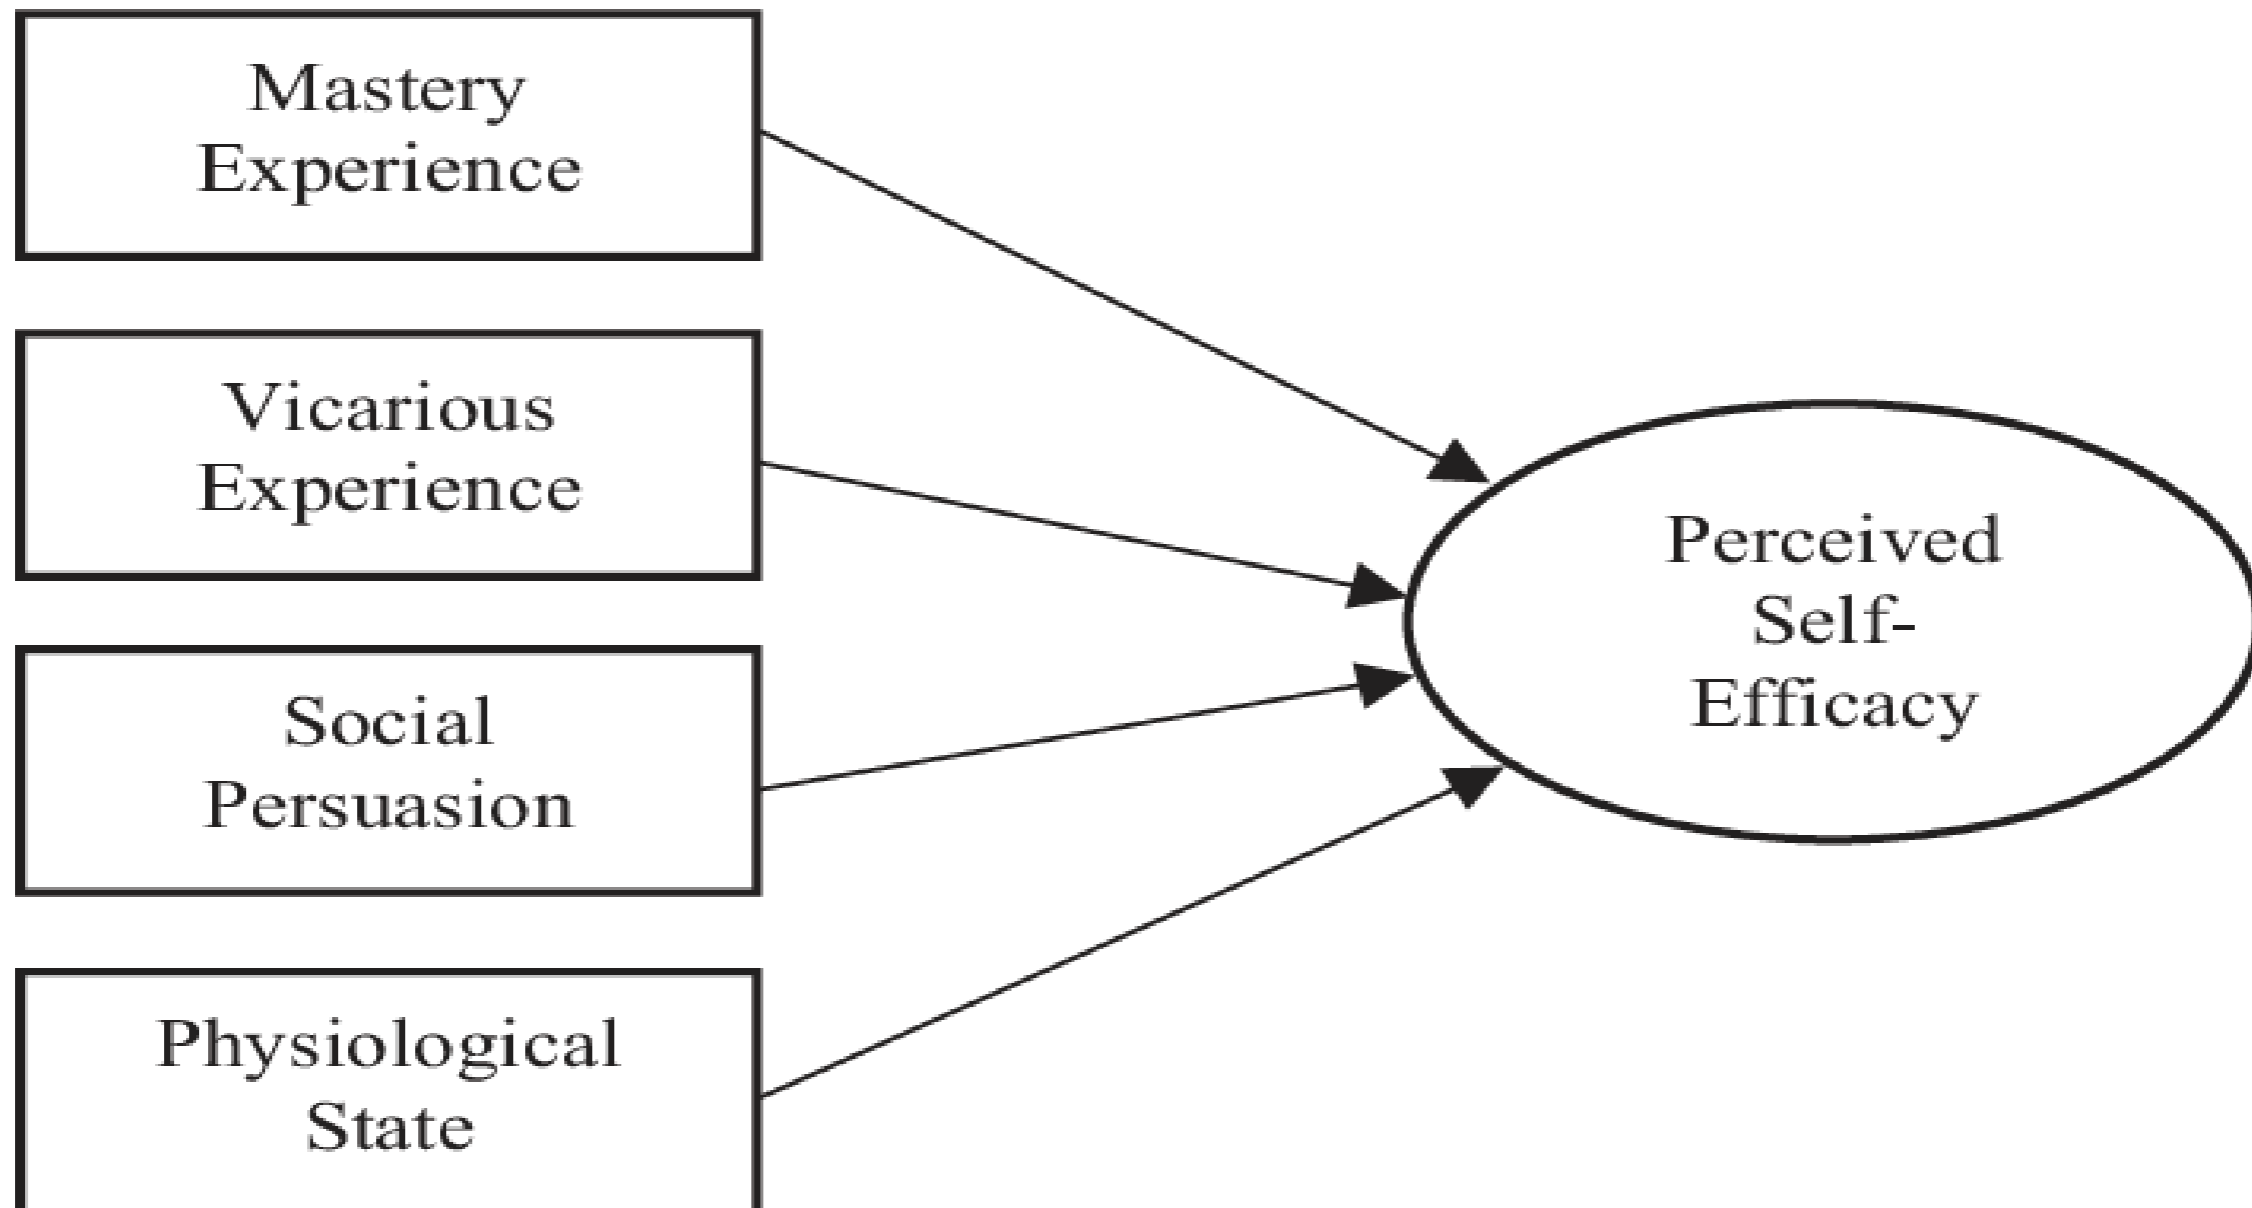 Mastery
Experience
Vicarious
Experience
Social
Persuasion
Physiological
State
Perceived
Self-
Efficacy